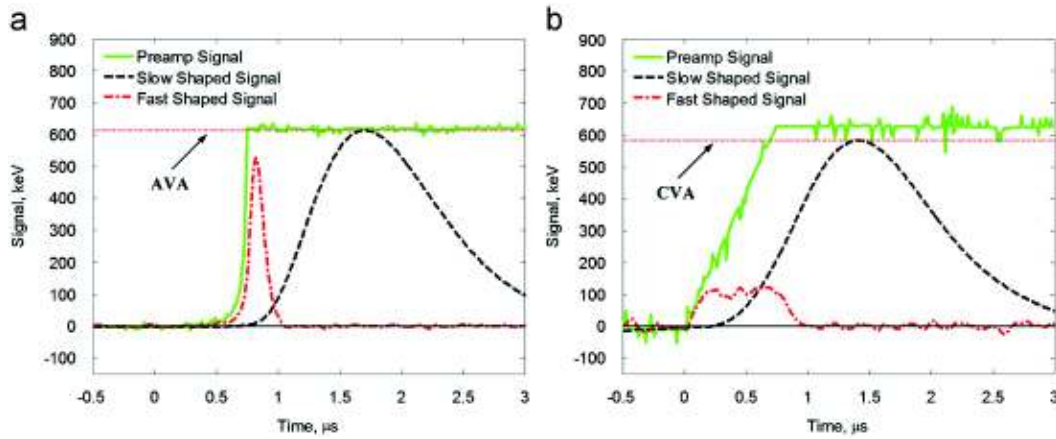 a
900
800
700
600
500
400
300
200
100
0
-100
Signal, keV
Preamp Signal
Slow Shaped Signal
Fast Shaped Signal
AVA
-0.5 0 0.5 1 1.5 2 2.5 3
Time, μs
b
900
800
700
600
500
400
300
200
100
0
-100
Signal, keV
Preamp Signal
Slow Shaped Signal
Fast Shaped Signal
CVA
-0.5 0 0.5 1 1.5 2 2.5 3
Time, μs